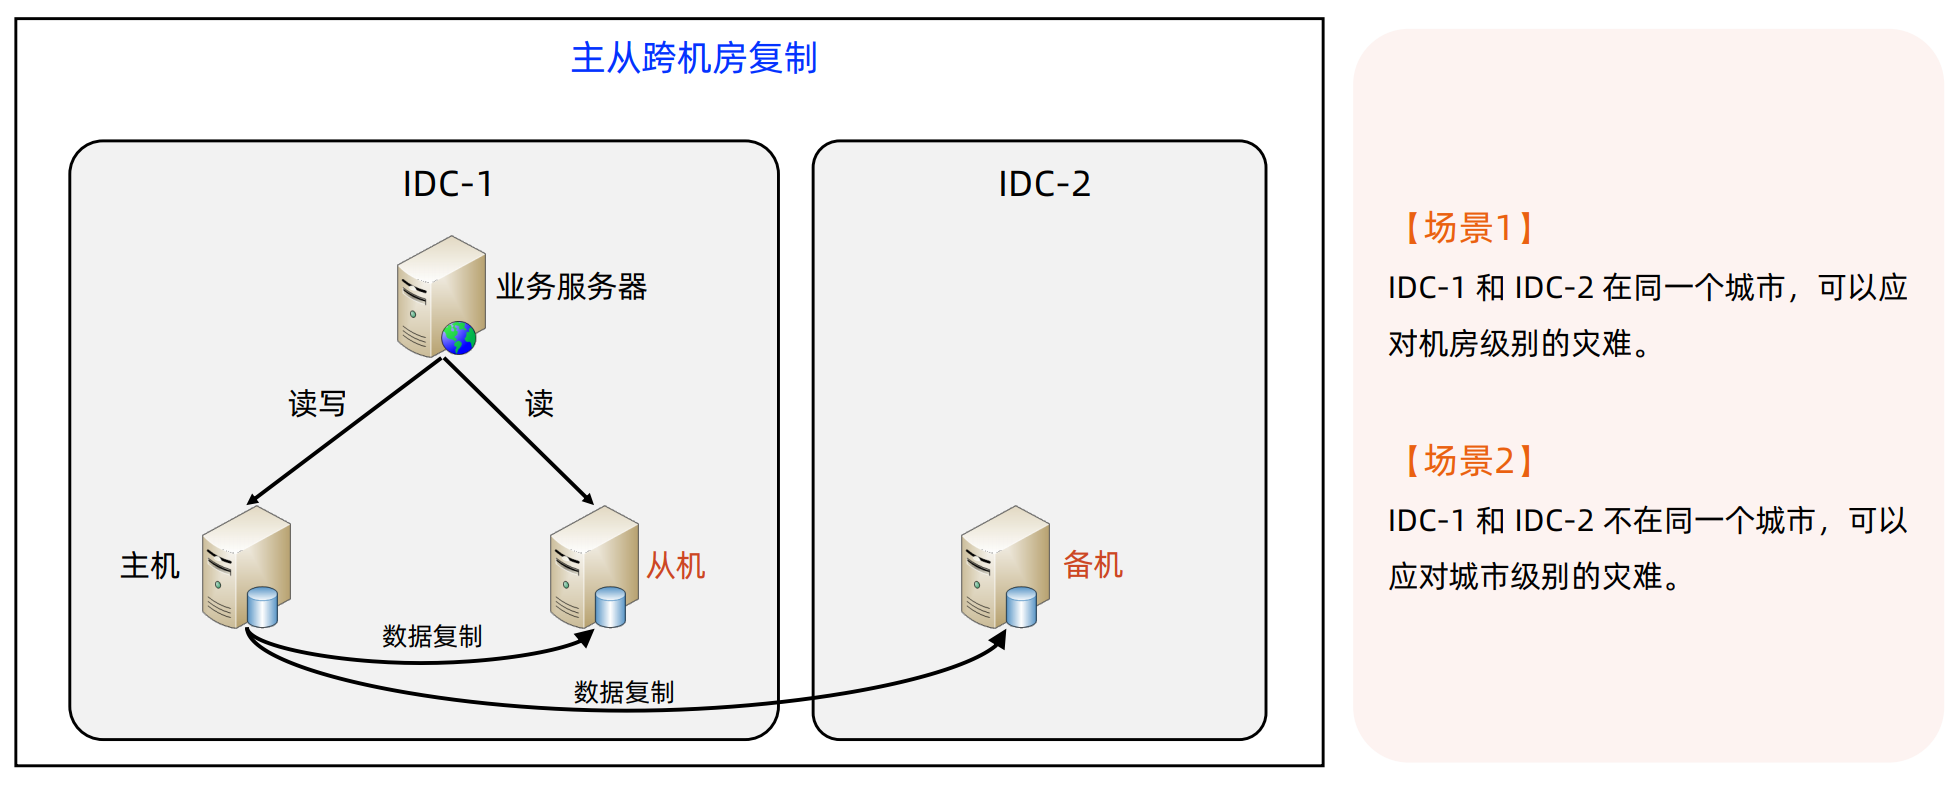 主从跨机房复制
IDC-1
IDC-2
业务服务器
读写
读
主机
从机
备机
数据复制
数据复制
【场景1】
IDC-1 和 IDC-2 在同一个城市，可以应
对机房级别的灾难。
【场景2】
IDC-1 和 IDC-2 不在同一个城市，可以
应对城市级别的灾难。